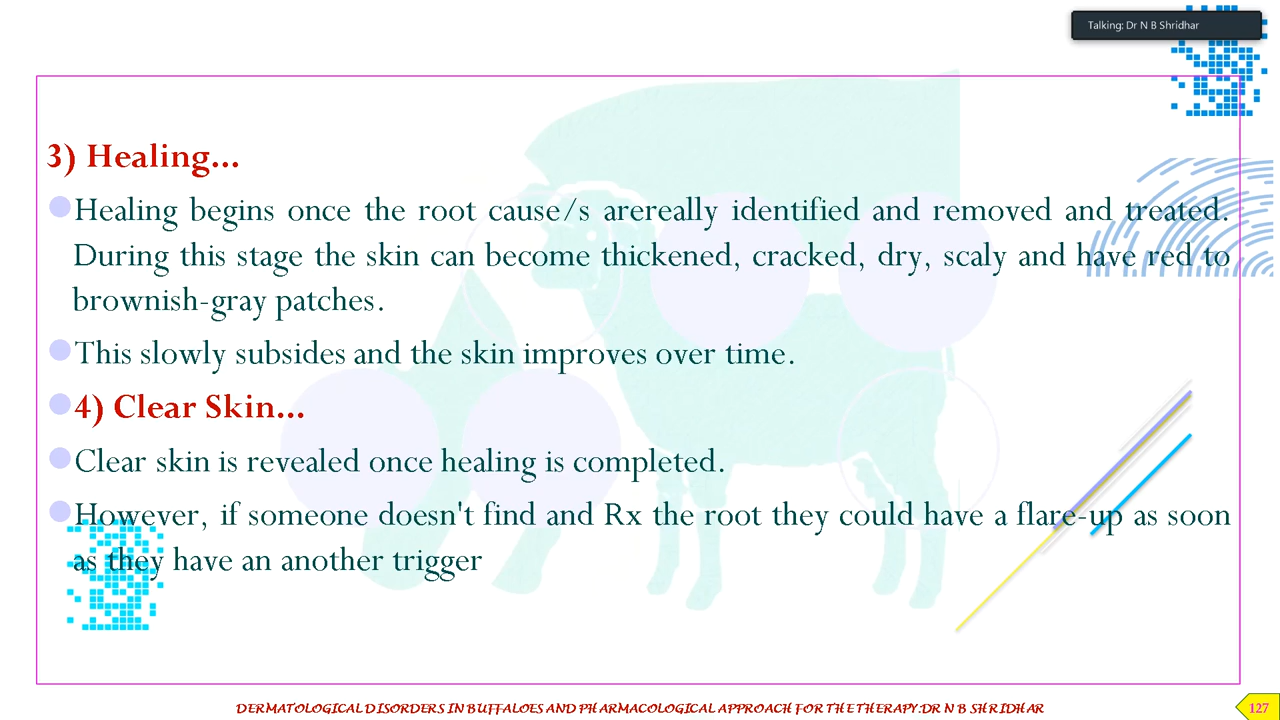 Talking: Dr N B Shridhar
3) Healing...
Healing begins once the root cause/s arereally identified and removed and treated.
During this stage the skin can become thickened, cracked, dry, scaly and have red to
brownish-gray patches.
This slowly subsides and the skin improves over time.
4) Clear Skin...
Clear skin is revealed once healing is completed.
However, if someone doesn't find and Rx the root they could have a flare-up as soon
as they have an another trigger
DERMATOLOGICAL DISORDERS IN BUFFALOES AND PHARMACOLOGICAL APPROACH FOR THE THERAPY:DR N B SHRIDHAR
127